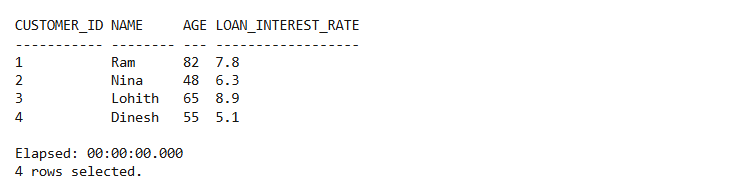 CUSTOMER_ID NAME     AGE LOAN_INTEREST_RATE
----------- -------- --- ------------------
1           Ram      82  7.8
2           Nina     48  6.3
3           Lohith   65  8.9
4           Dinesh   55  5.1

Elapsed: 00:00:00.000
4 rows selected.